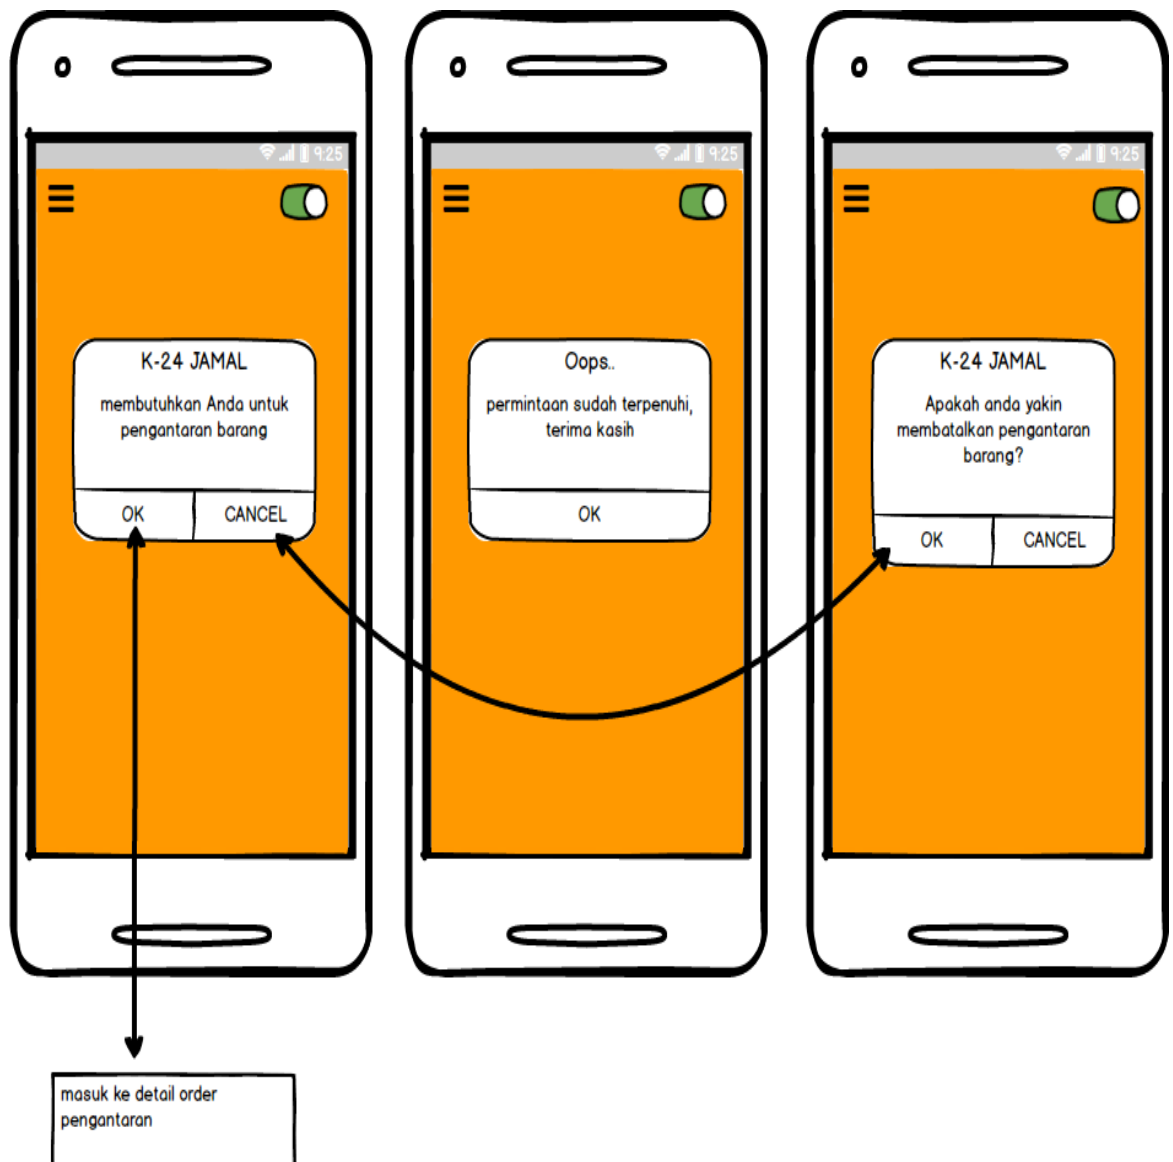 9:25
K-24 JAMAL
membutuhkan Anda untuk
pengantaran barang
OK
CANCEL
9:25
Oops..
permintaan sudah terpenuhi,
terima kasih
OK
9:25
K-24 JAMAL
Apakah anda yakin
membatalkan pengantaran
barang?
OK
CANCEL
masuk ke detail order
pengantaran